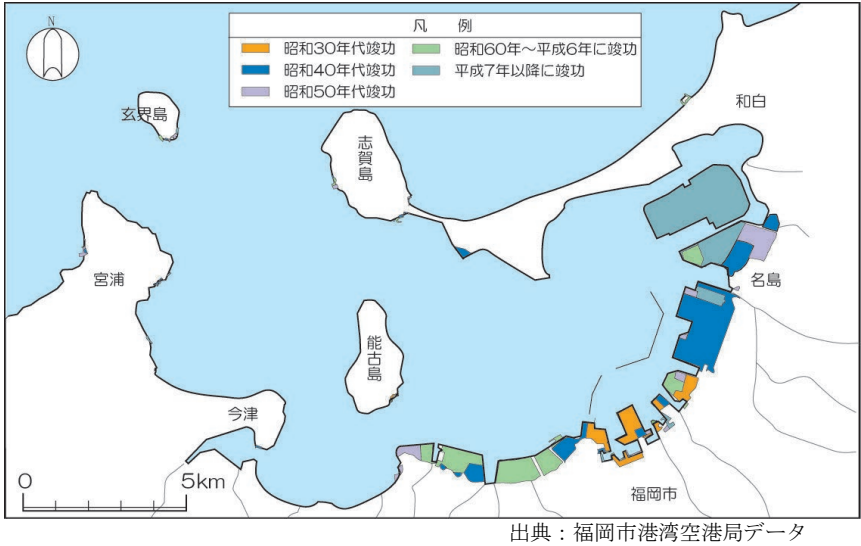 N
凡 例
昭和30年代竣功
昭和40年代竣功
昭和50年代竣功
昭和60年～平成6年に竣功
平成7年以降に竣功
和白
玄界島
志賀島
宮浦
名島
能古島
今津
0 5km
福岡市
出典：福岡市港湾空港局データ